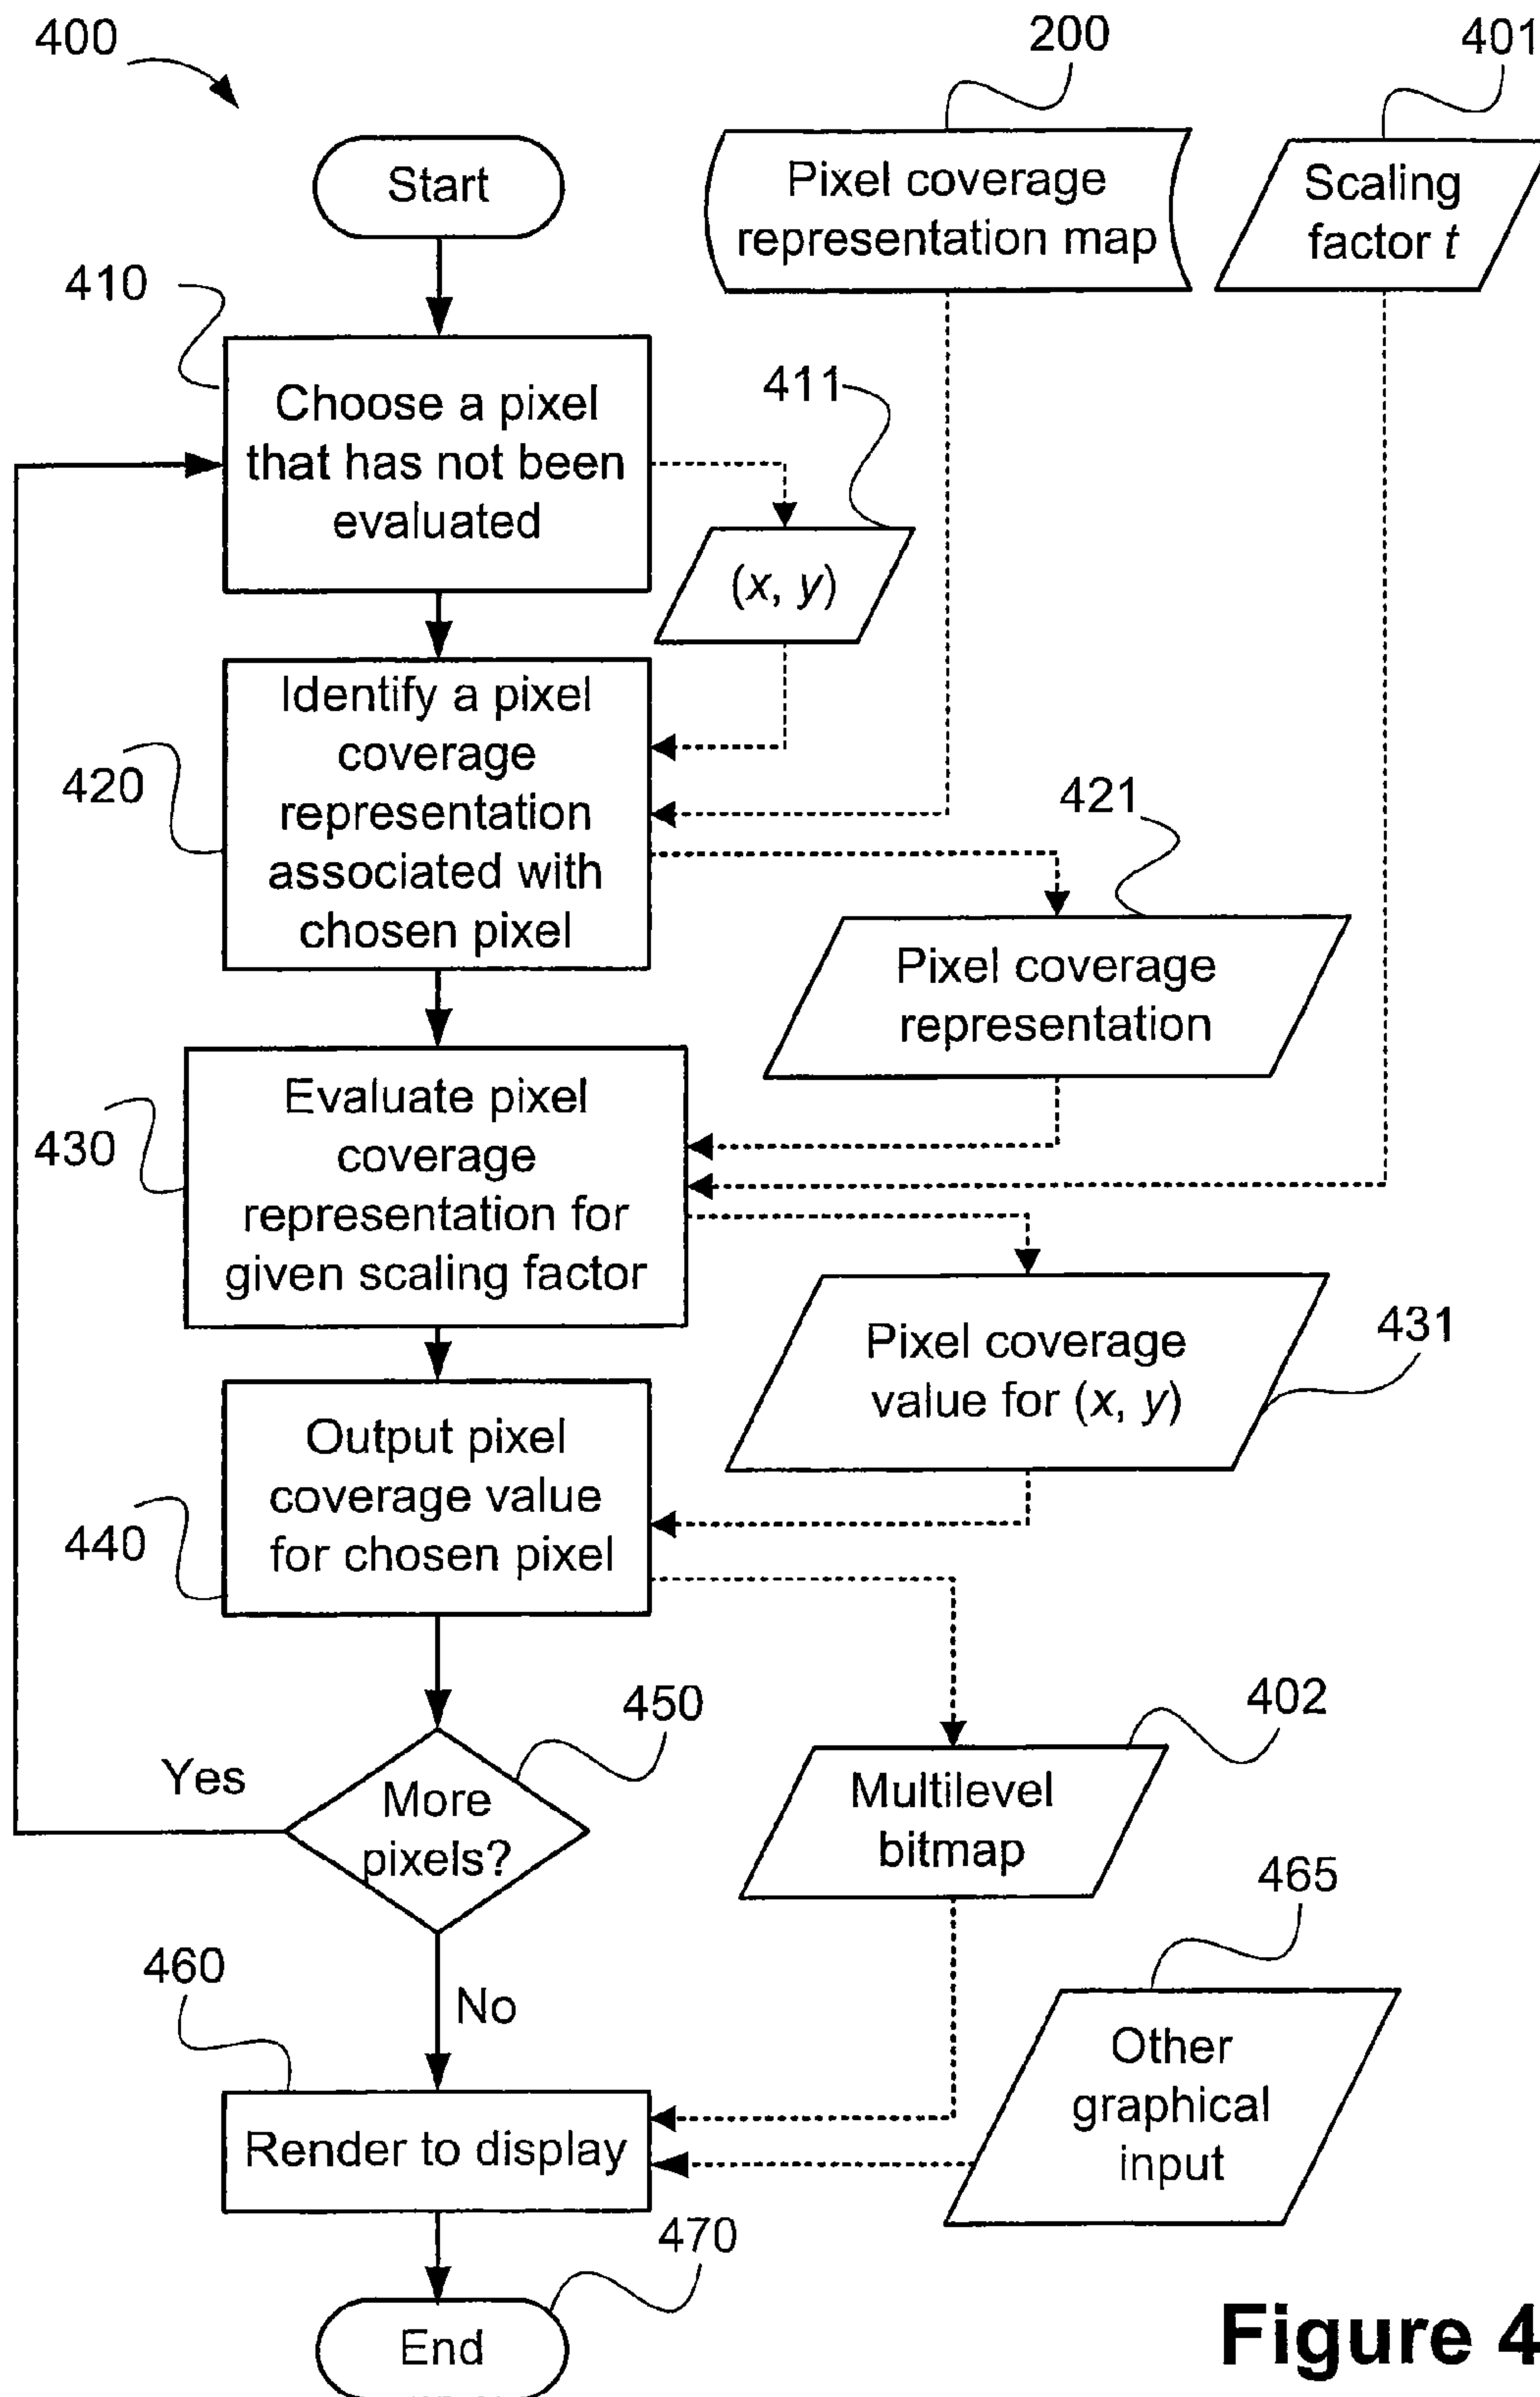 400
200
401
Start
Pixel coverage
representation map
Scaling
factor t
410
Choose a pixel
that has not been
evaluated
411
(x, y)
Identify a pixel
coverage
representation
associated with
chosen pixel
420
421
Pixel coverage
representation
Evaluate pixel
coverage
representation for
given scaling factor
430
Pixel coverage
value for (x, y)
431
Output pixel
coverage value
for chosen pixel
440
450
402
Yes
More
pixels?
Multilevel
bitmap
465
460
No
Other
graphical
input
Render to display
470
End
Figure 4